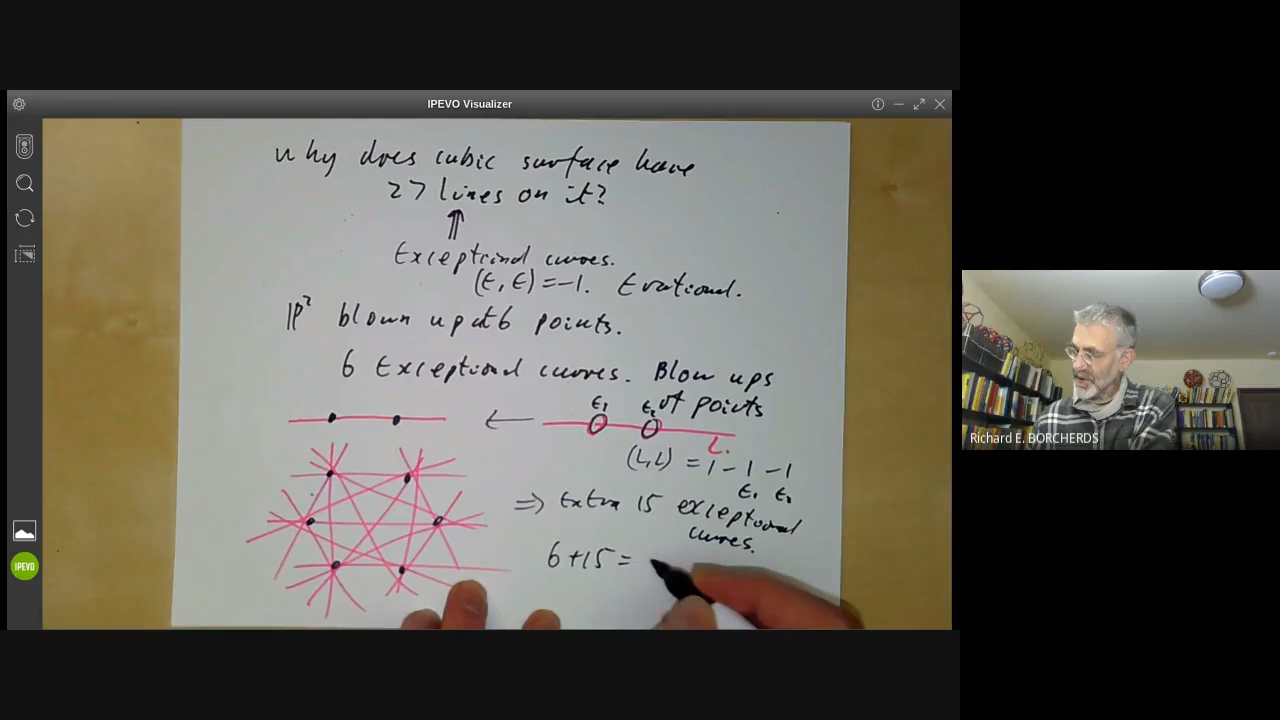 IPEVO Visualizer
Why does cubic surface have
27 lines on it?
⇑
Exceptional curves.
(E, E) = -1. E rational.
ℙ² blown up at 6 points.
6 Exceptional curves. Blow ups
of points
E₁ E₂
←
L.
(L, L) = 1 - 1 - 1
E₁ E₂
⇒ extra 15 exceptional
curves.
6 + 15 =
Richard E. BORCHERDS
IPEVO